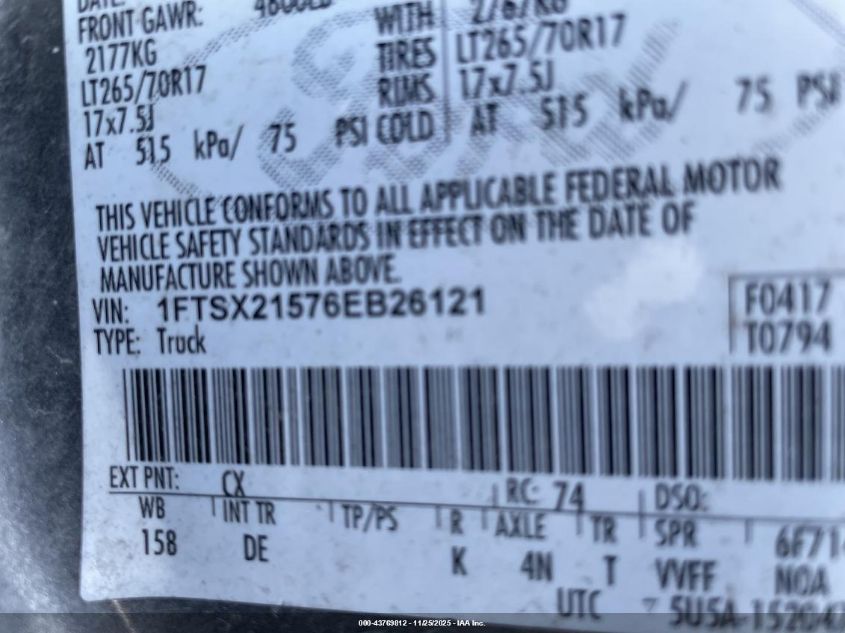 FRONT GAWR: WITH
2177KG TIRES LT265/70R17
LT265/70R17 RIMS 17x7.5J
17x7.5J
AT 515 kPa/ 75 PSI COLD AT 515 kPa/ 75 PSI
THIS VEHICLE CONFORMS TO ALL APPLICABLE FEDERAL MOTOR
VEHICLE SAFETY STANDARDS IN EFFECT ON THE DATE OF
MANUFACTURE SHOWN ABOVE.
VIN: 1FTSX21576EB26121 F0417
TYPE: Truck T0794
EXT PNT: CX RC: 74 DSO:
WB INT TR TP/PS R AXLE TR SPR
158 DE K 4N T VVFF NOA
UTC
000-43769812 - 11/25/2025 - IAA Inc.